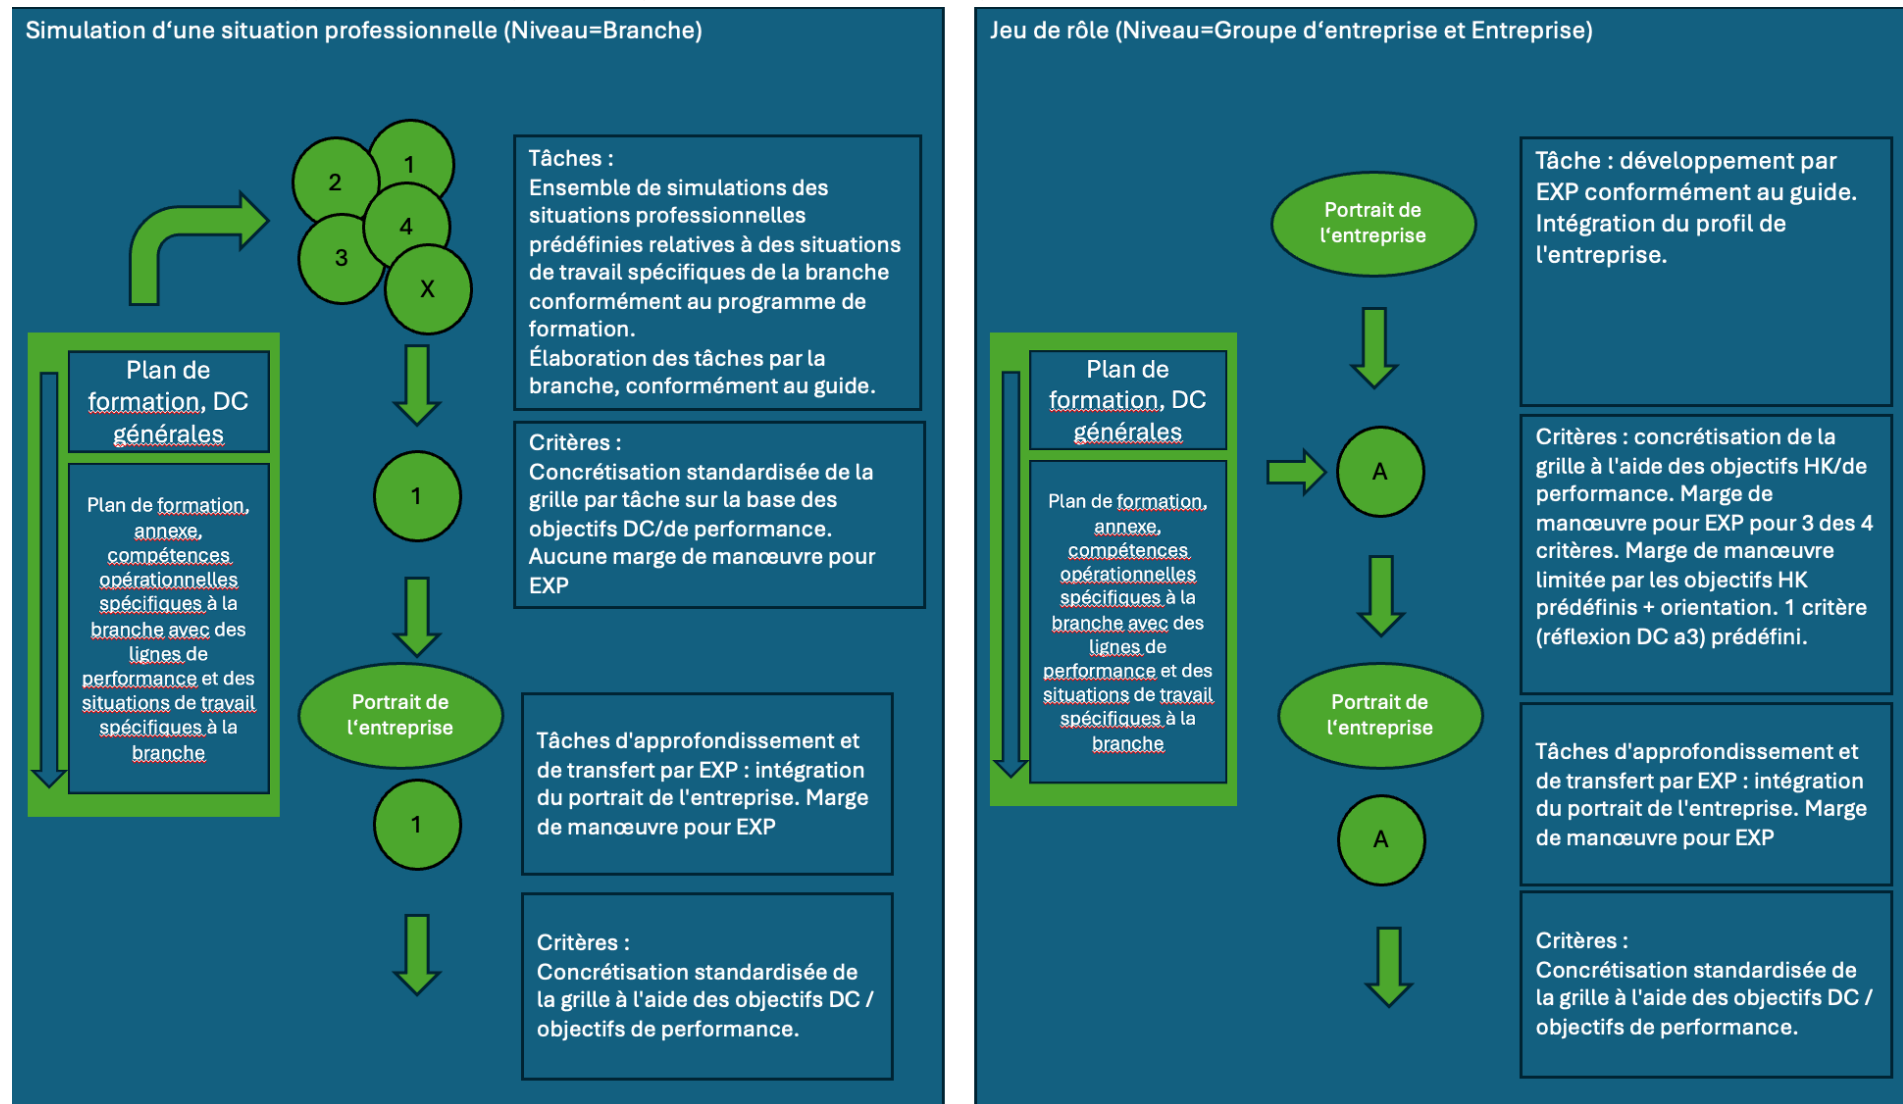 Simulation d‘une situation professionnelle (Niveau=Branche)
1
2
4
3
X
Tâches :
Ensemble de simulations des
situations professionnelles
prédéfinies relatives à des situations
de travail spécifiques de la branche
conformément au programme de
formation.
Élaboration des tâches par la
branche, conformément au guide.
Plan de
formation, DC
générales
Plan de formation,
annexe,
compétences
opérationnelles
spécifiques à la
branche avec des
lignes de
performance et des
situations de travail
spécifiques à la
branche
1
Critères :
Concrétisation standardisée de la
grille par tâche sur la base des
objectifs DC/de performance.
Aucune marge de manœuvre pour
EXP
Portrait de
l‘entreprise
1
Tâches d'approfondissement et
de transfert par EXP : intégration
du portrait de l'entreprise. Marge
de manœuvre pour EXP
Critères :
Concrétisation standardisée de
la grille à l'aide des objectifs DC /
objectifs de performance.
Jeu de rôle (Niveau=Groupe d‘entreprise et Entreprise)
Portrait de
l‘entreprise
Tâche : développement par
EXP conformément au guide.
Intégration du profil de
l'entreprise.
Plan de
formation, DC
générales
Plan de formation,
annexe,
compétences
opérationnelles
spécifiques à la
branche avec des
lignes de
performance et des
situations de travail
spécifiques à la
branche
A
Critères : concrétisation de la
grille à l'aide des objectifs HK/de
performance. Marge de
manœuvre pour EXP pour 3 des 4
critères. Marge de manœuvre
limitée par les objectifs HK
prédéfinis + orientation. 1 critère
(réflexion DC a3) prédéfini.
Portrait de
l‘entreprise
A
Tâches d'approfondissement et
de transfert par EXP : intégration
du portrait de l'entreprise. Marge
de manœuvre pour EXP
Critères :
Concrétisation standardisée de
la grille à l'aide des objectifs DC /
objectifs de performance.